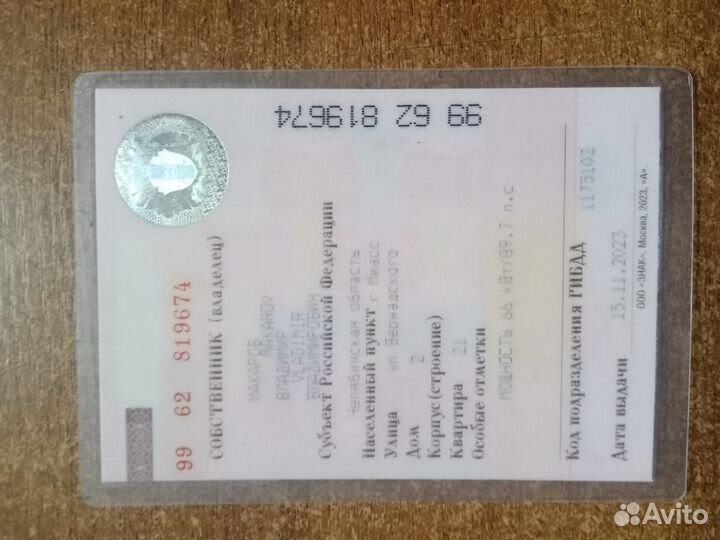 99 62 819674
СОБСТВЕННИК (владелец)
МАКАРОВ
MAKAROV
ВЛАДИМИР
VLADIMIR
ВЛАДИМИРОВИЧ
Субъект Российской Федерации
Челябинская область
Населенный пункт г Миасс
Улица ул Вернадского
Дом 2
Корпус (строение)
Квартира 21
Особые отметки
МОЩНОСТЬ 66 кВт/89,7 л.с
Код подразделения ГИБДД 1175102
Дата выдачи 15.11.2023
ООО «ЗНАК», Москва, 2023, «А».
99 62 819674
Avito